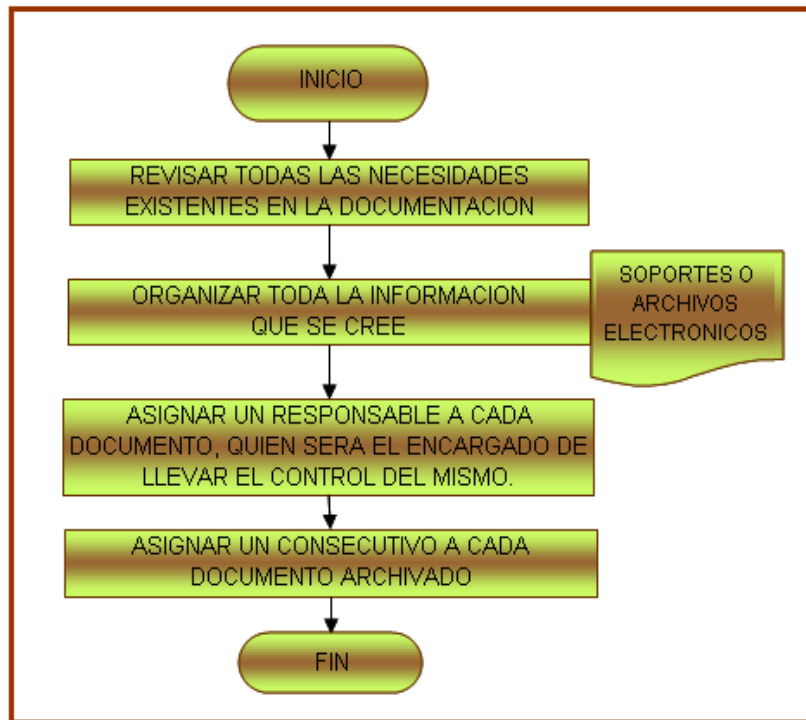 INICIO
REVISAR TODAS LAS NECESIDADES
EXISTENTES EN LA DOCUMENTACION
ORGANIZAR TODA LA INFORMACION
QUE SE CREE
SOPORTES O
ARCHIVOS
ELECTRONICOS
ASIGNAR UN RESPONSABLE A CADA
DOCUMENTO, QUIEN SERA EL ENCARGADO DE
LLEVAR EL CONTROL DEL MISMO.
ASIGNAR UN CONSECUTIVO A CADA
DOCUMENTO ARCHIVADO
FIN